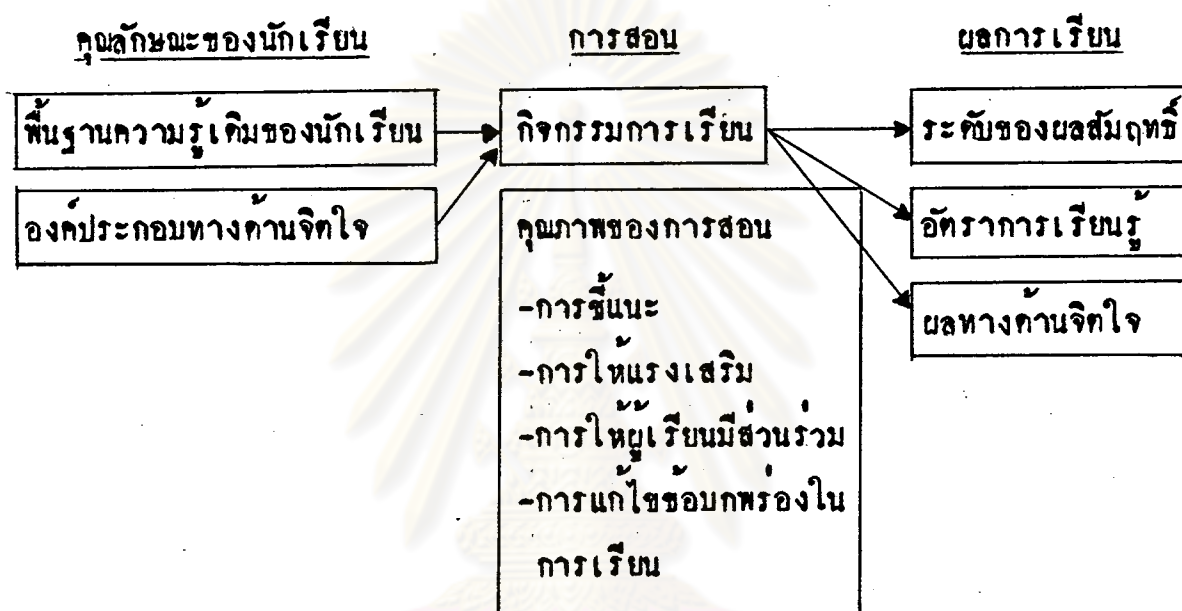 คุณลักษณะของนักเรียน
การสอน
ผลการเรียน
พื้นฐานความรู้เดิมของนักเรียน
กิจกรรมการเรียน
ระดับของผลสัมฤทธิ์
องค์ประกอบทางด้านจิตใจ
คุณภาพของการสอน
-การชี้แนะ
-การให้แรงเสริม
-การให้ผู้เรียนมีส่วนร่วม
-การแก้ไขข้อบกพร่องใน
การเรียน
อัตราการเรียนรู้
ผลทางด้านจิตใจ